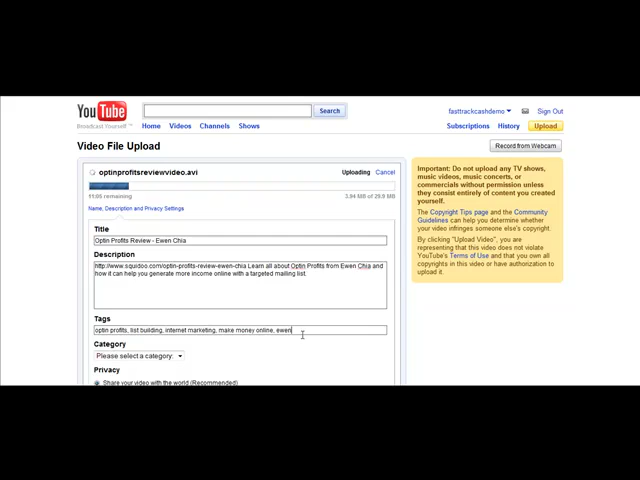 YouTube
Broadcast Yourself™
Search
fasttrackcashdemo
Sign Out
Home Videos Channels Shows
Subscriptions History Upload
Video File Upload
Record from Webcam
optinprofitsreviewvideo.avi
Uploading Cancel
11:05 remaining
3.94 MB of 29.9 MB
Name, Description and Privacy Settings
Title
Optin Profits Review - Ewen Chia
Description
http://www.squidoo.com/optin-profits-review-ewen-chia Learn all about Optin Profits from Ewen Chia and
how it can help you generate more income online with a targeted mailing list.
Tags
optin profits, list building, internet marketing, make money online, ewen
Category
Please select a category:
Privacy
Share your video with the world (Recommended)
Important: Do not upload any TV shows,
music videos, music concerts, or
commercials without permission unless
they consist entirely of content you created
yourself.
The Copyright Tips page and the Community
Guidelines can help you determine whether
your video infringes someone else's copyright.
By clicking "Upload Video", you are
representing that this video does not violate
YouTube's Terms of Use and that you own all
copyrights in this video or have authorization to
upload it.